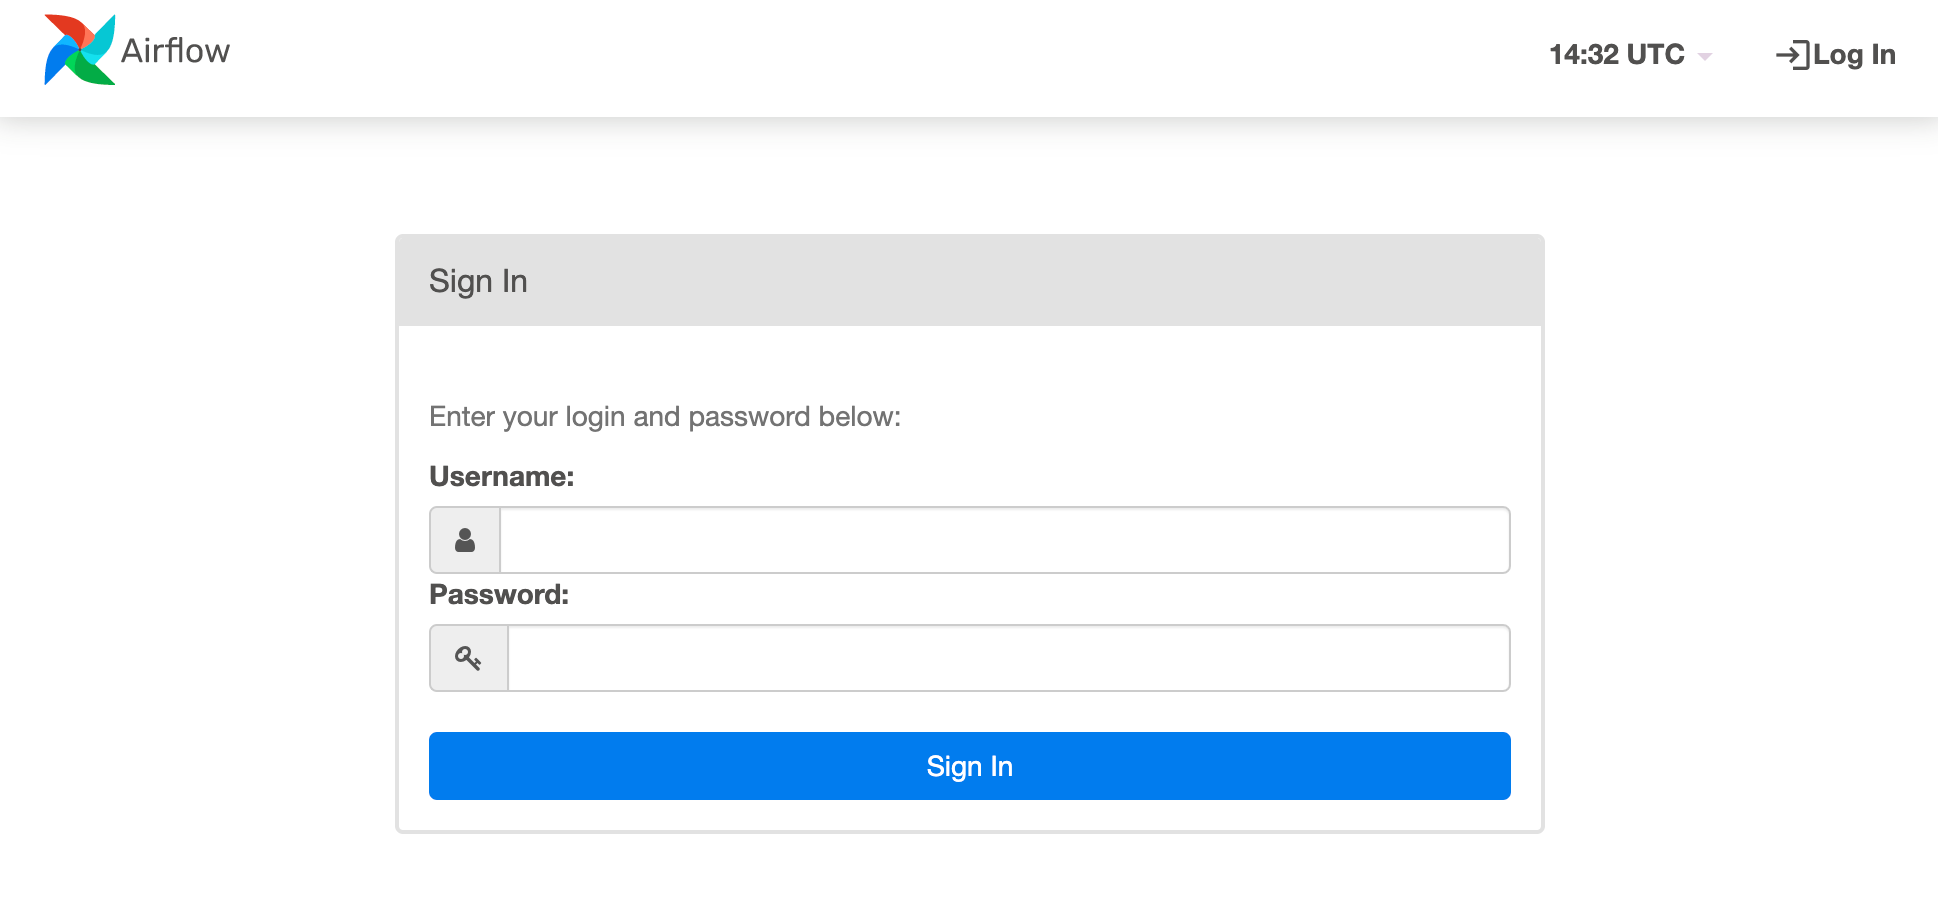 Airflow
14:32 UTC
Log In
Sign In
Enter your login and password below:
Username:
Password:
Sign In